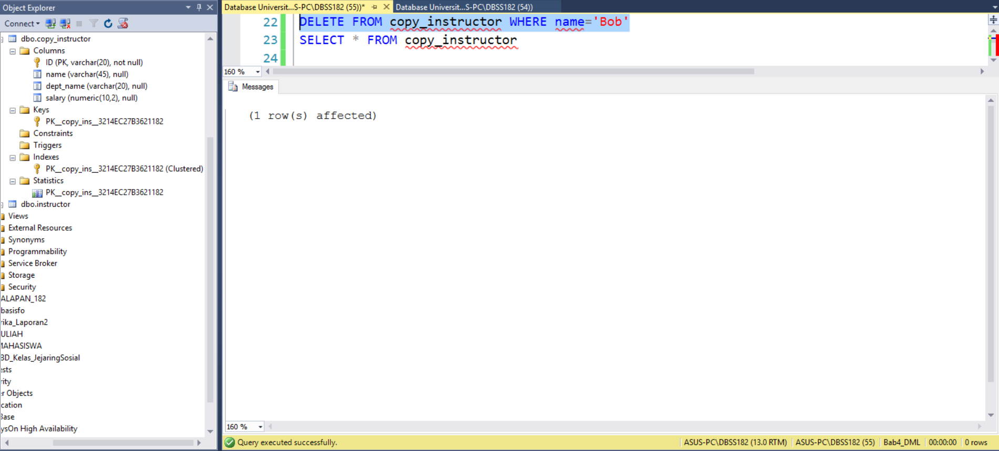 Object Explorer
Connect
dbo.copy_instructor
Columns
ID (PK, varchar(20), not null)
name (varchar(45), null)
dept_name (varchar(20), null)
salary (numeric(10,2), null)
Keys
PK__copy_ins__3214EC27B3621182
Constraints
Triggers
Indexes
PK__copy_ins__3214EC27B3621182 (Clustered)
Statistics
PK__copy_ins__3214EC27B3621182
dbo.instructor
Views
External Resources
Synonyms
Programmability
Service Broker
Storage
Security
ALAPAN_182
basisfo
rika_Laporan2
ULIAH
MAHASISWA
BD_Kelas_JejaringSosial
ests
rity
er Objects
cation
Base
ysOn High Availability
Database Universit...S-PC\DBSS182 (55))*
Database Universit...S-PC\DBSS182 (54))
22 DELETE FROM copy_instructor WHERE name='Bob'
23 SELECT * FROM copy_instructor
24
160 %
Messages
(1 row(s) affected)
160 %
Query executed successfully.
ASUS-PC\DBSS182 (13.0 RTM) ASUS-PC\DBSS182 (55) Bab4_DML 00:00:00 0 rows